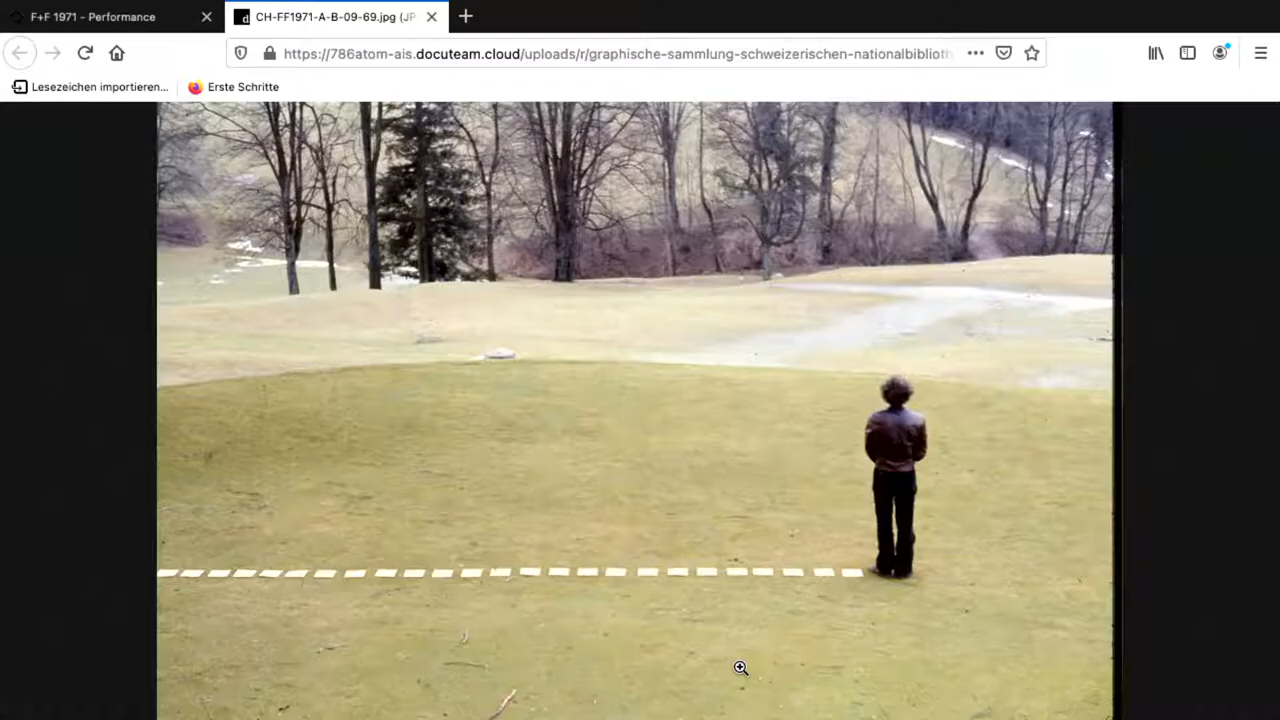 F+F 1971 - Performance
CH-FF1971-A-B-09-69.jpg (JP
https://786atom-ais.docuteam.cloud/uploads/r/graphische-sammlung-schweizerischen-nationalbiblioth
Lesezeichen importieren...
Erste Schritte